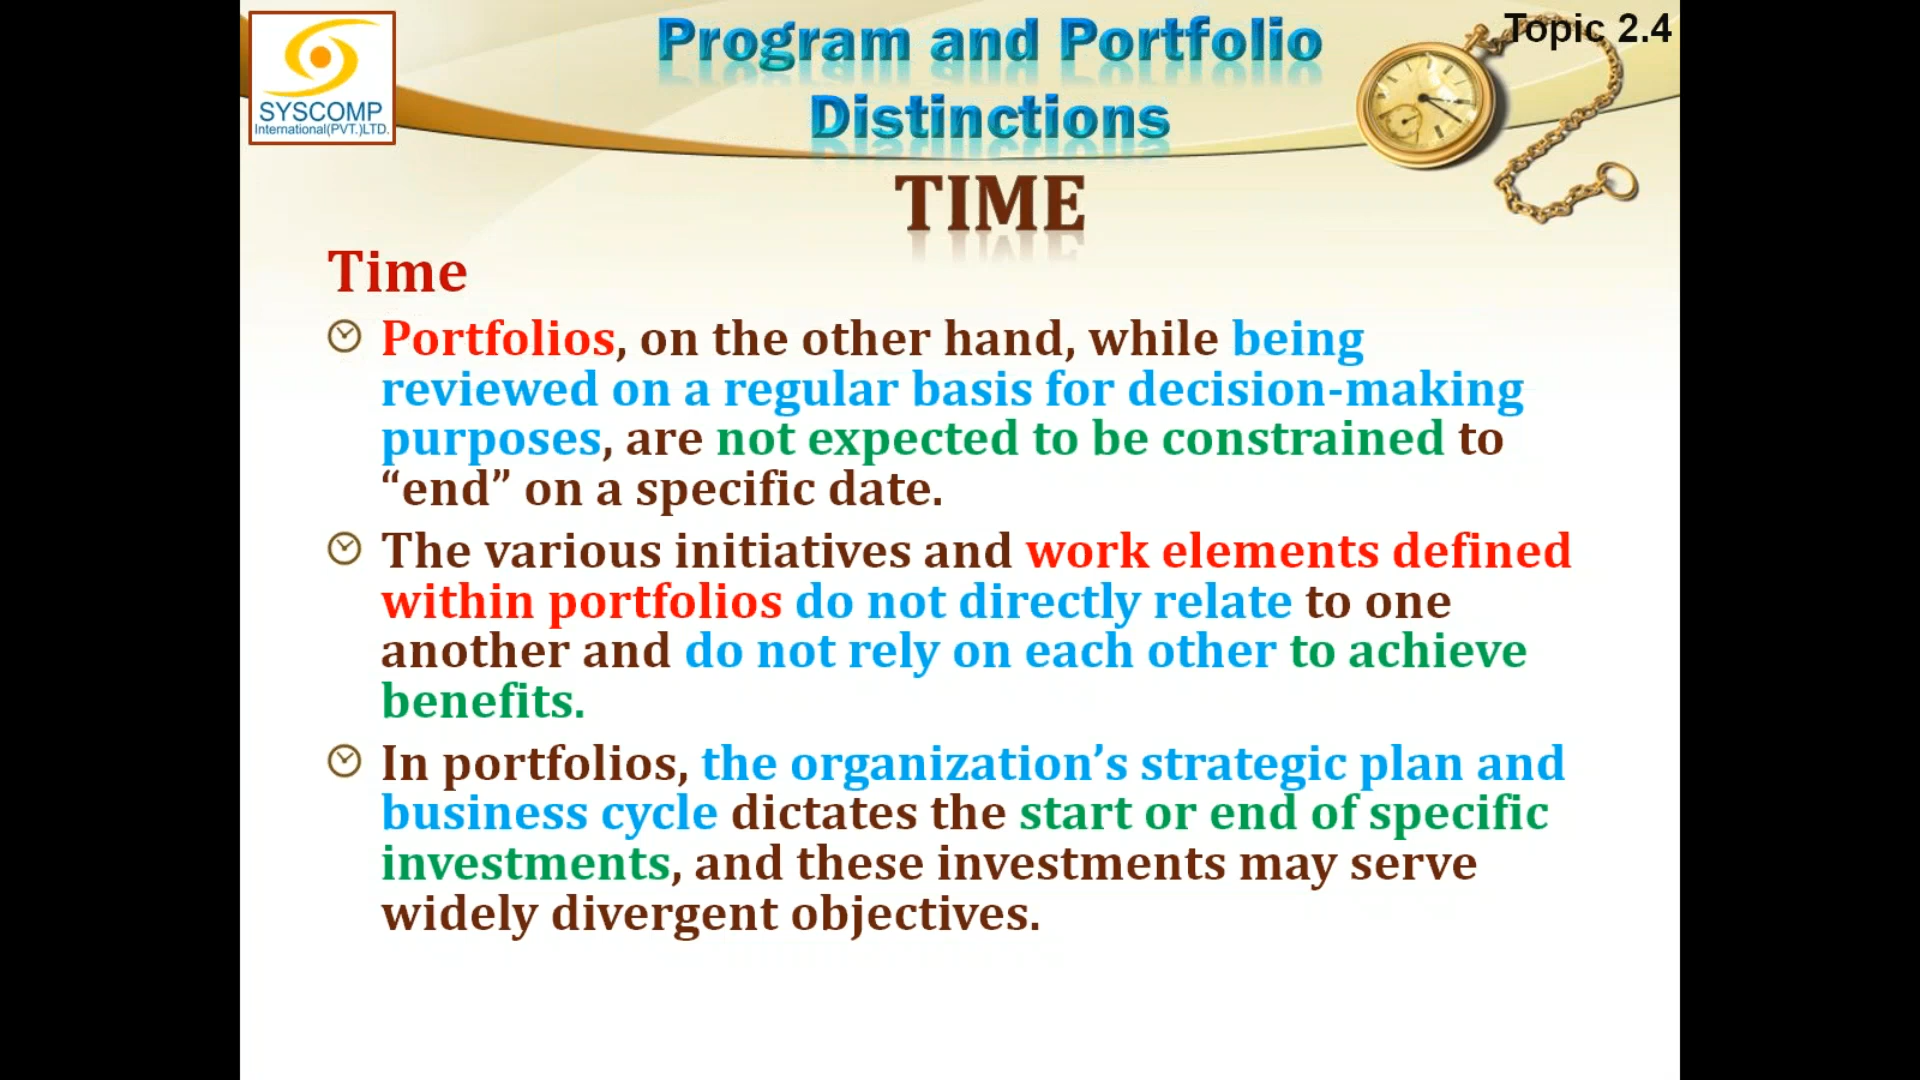 Topic 2.4
SYSCOMP
International(PVT.)LTD.
Program and Portfolio
Distinctions
TIME
Time
Portfolios, on the other hand, while being
reviewed on a regular basis for decision-making
purposes, are not expected to be constrained to
“end” on a specific date.
The various initiatives and work elements defined
within portfolios do not directly relate to one
another and do not rely on each other to achieve
benefits.
In portfolios, the organization’s strategic plan and
business cycle dictates the start or end of specific
investments, and these investments may serve
widely divergent objectives.